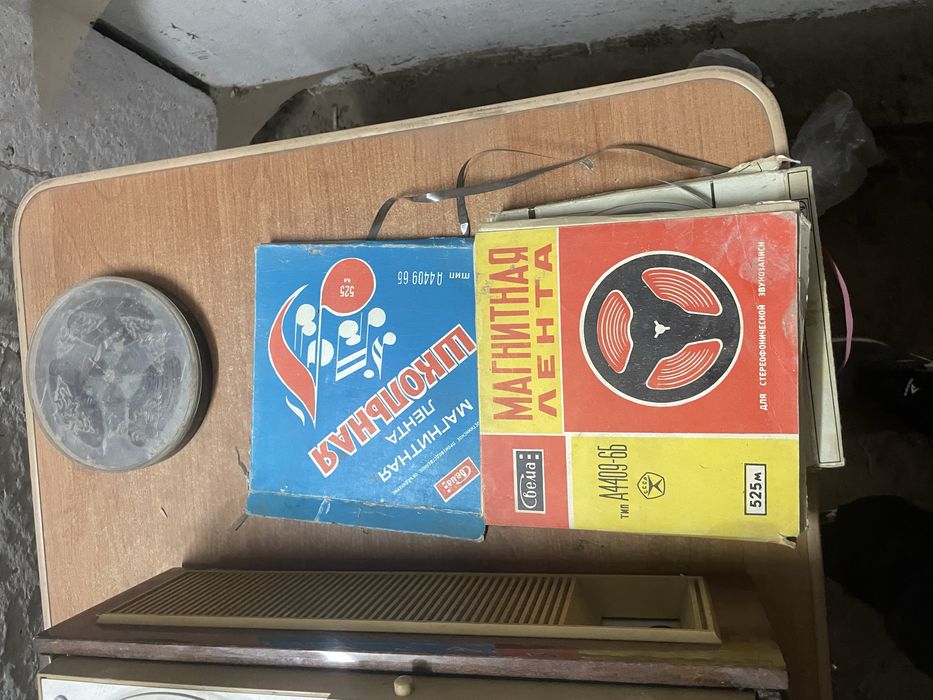 тип А4409 6Б
525
м
ШКОЛЬНАЯ
МАГНИТНАЯ
ЛЕНТА
Свема
МАГНИТНАЯ
ЛЕНТА
ДЛЯ СТЕРЕОФОНИЧЕСКОЙ ЗВУКОЗАПИСИ
Свема
ТИП А4409-6Б
525м